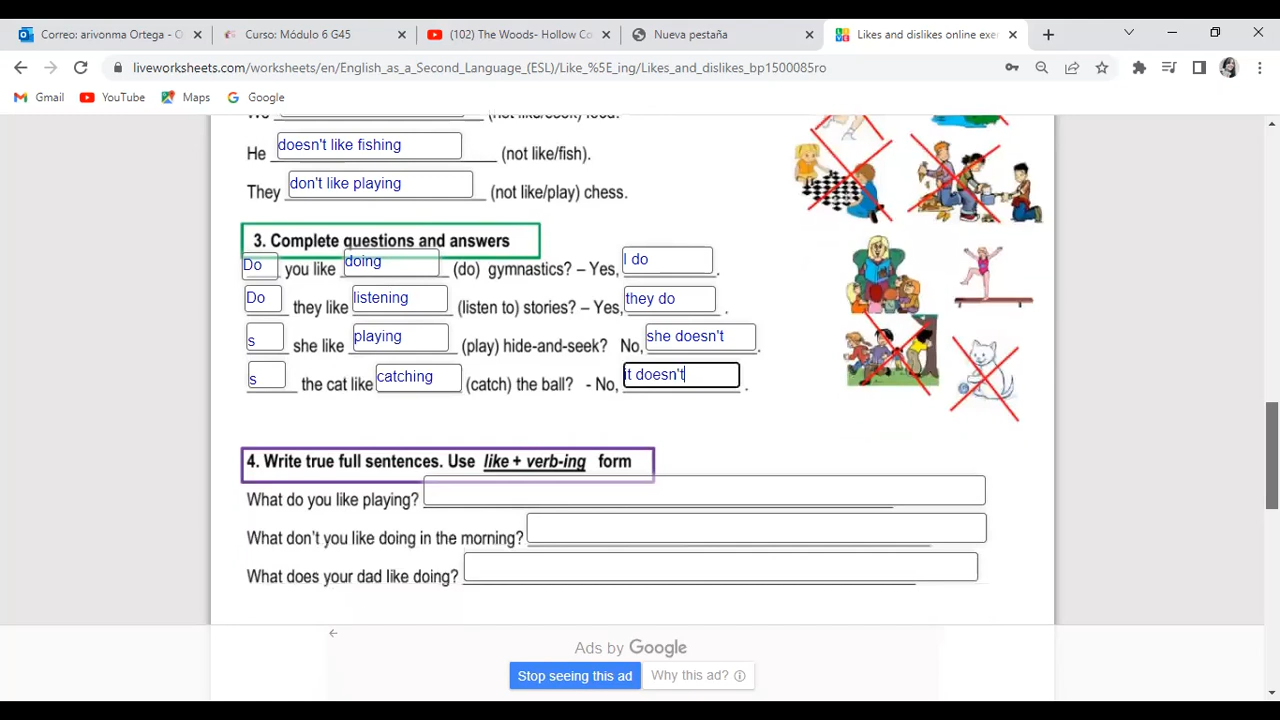 Correo: arivonma Ortega - O
Curso: Módulo 6 G45
(102) The Woods- Hollow Co
Nueva pestaña
Likes and dislikes online exer
liveworksheets.com/worksheets/en/English_as_a_Second_Language_(ESL)/Like_%5E_ing/Likes_and_dislikes_bp1500085ro
Gmail YouTube Maps Google
(not like/cook) food.
He doesn't like fishing (not like/fish).
They don't like playing (not like/play) chess.
3. Complete questions and answers
Do you like doing (do) gymnastics? – Yes, I do .
Do they like listening (listen to) stories? – Yes, they do .
s she like playing (play) hide-and-seek? No, she doesn't .
s the cat like catching (catch) the ball? - No, it doesn't .
4. Write true full sentences. Use like + verb-ing form
What do you like playing?
What don't you like doing in the morning?
What does your dad like doing?
Ads by Google
Stop seeing this ad Why this ad?